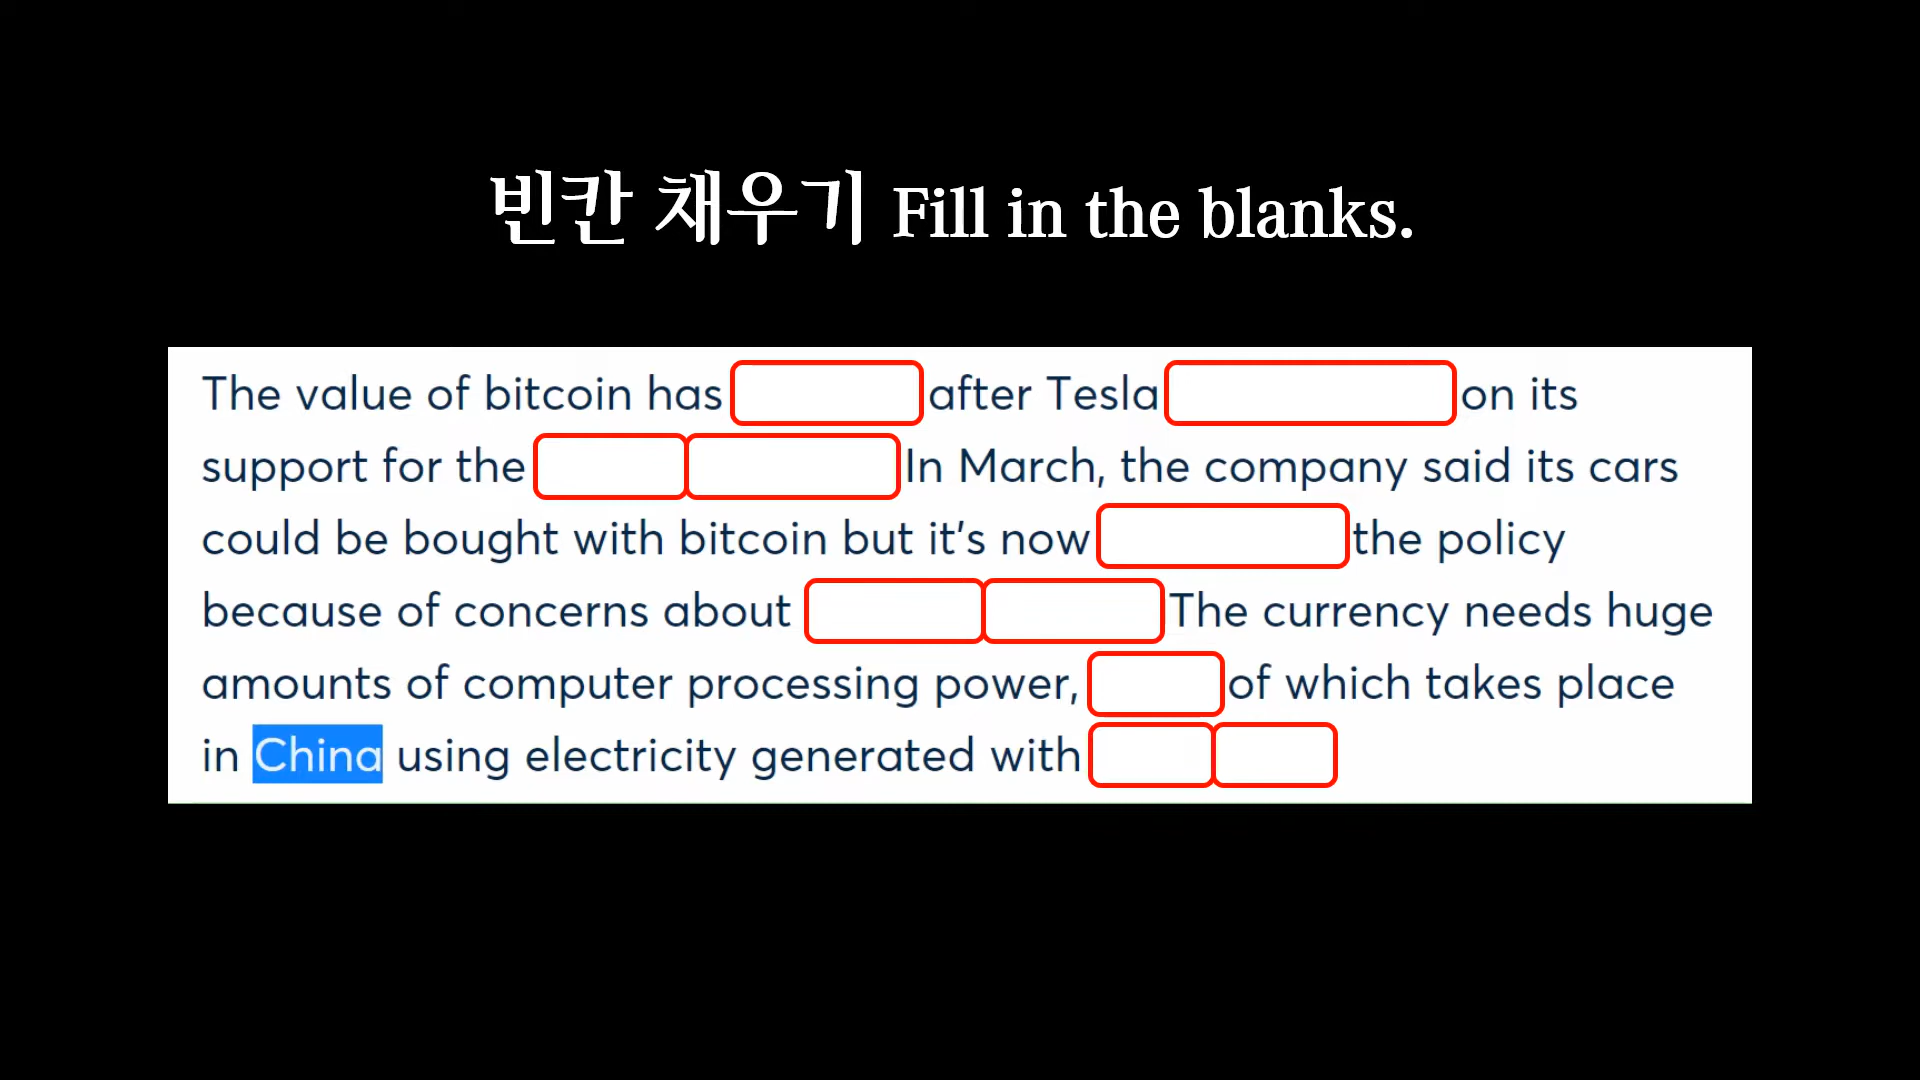 빈칸 채우기 Fill in the blanks.
The value of bitcoin has after Tesla on its
support for the In March, the company said its cars
could be bought with bitcoin but it's now the policy
because of concerns about The currency needs huge
amounts of computer processing power, of which takes place
in China using electricity generated with